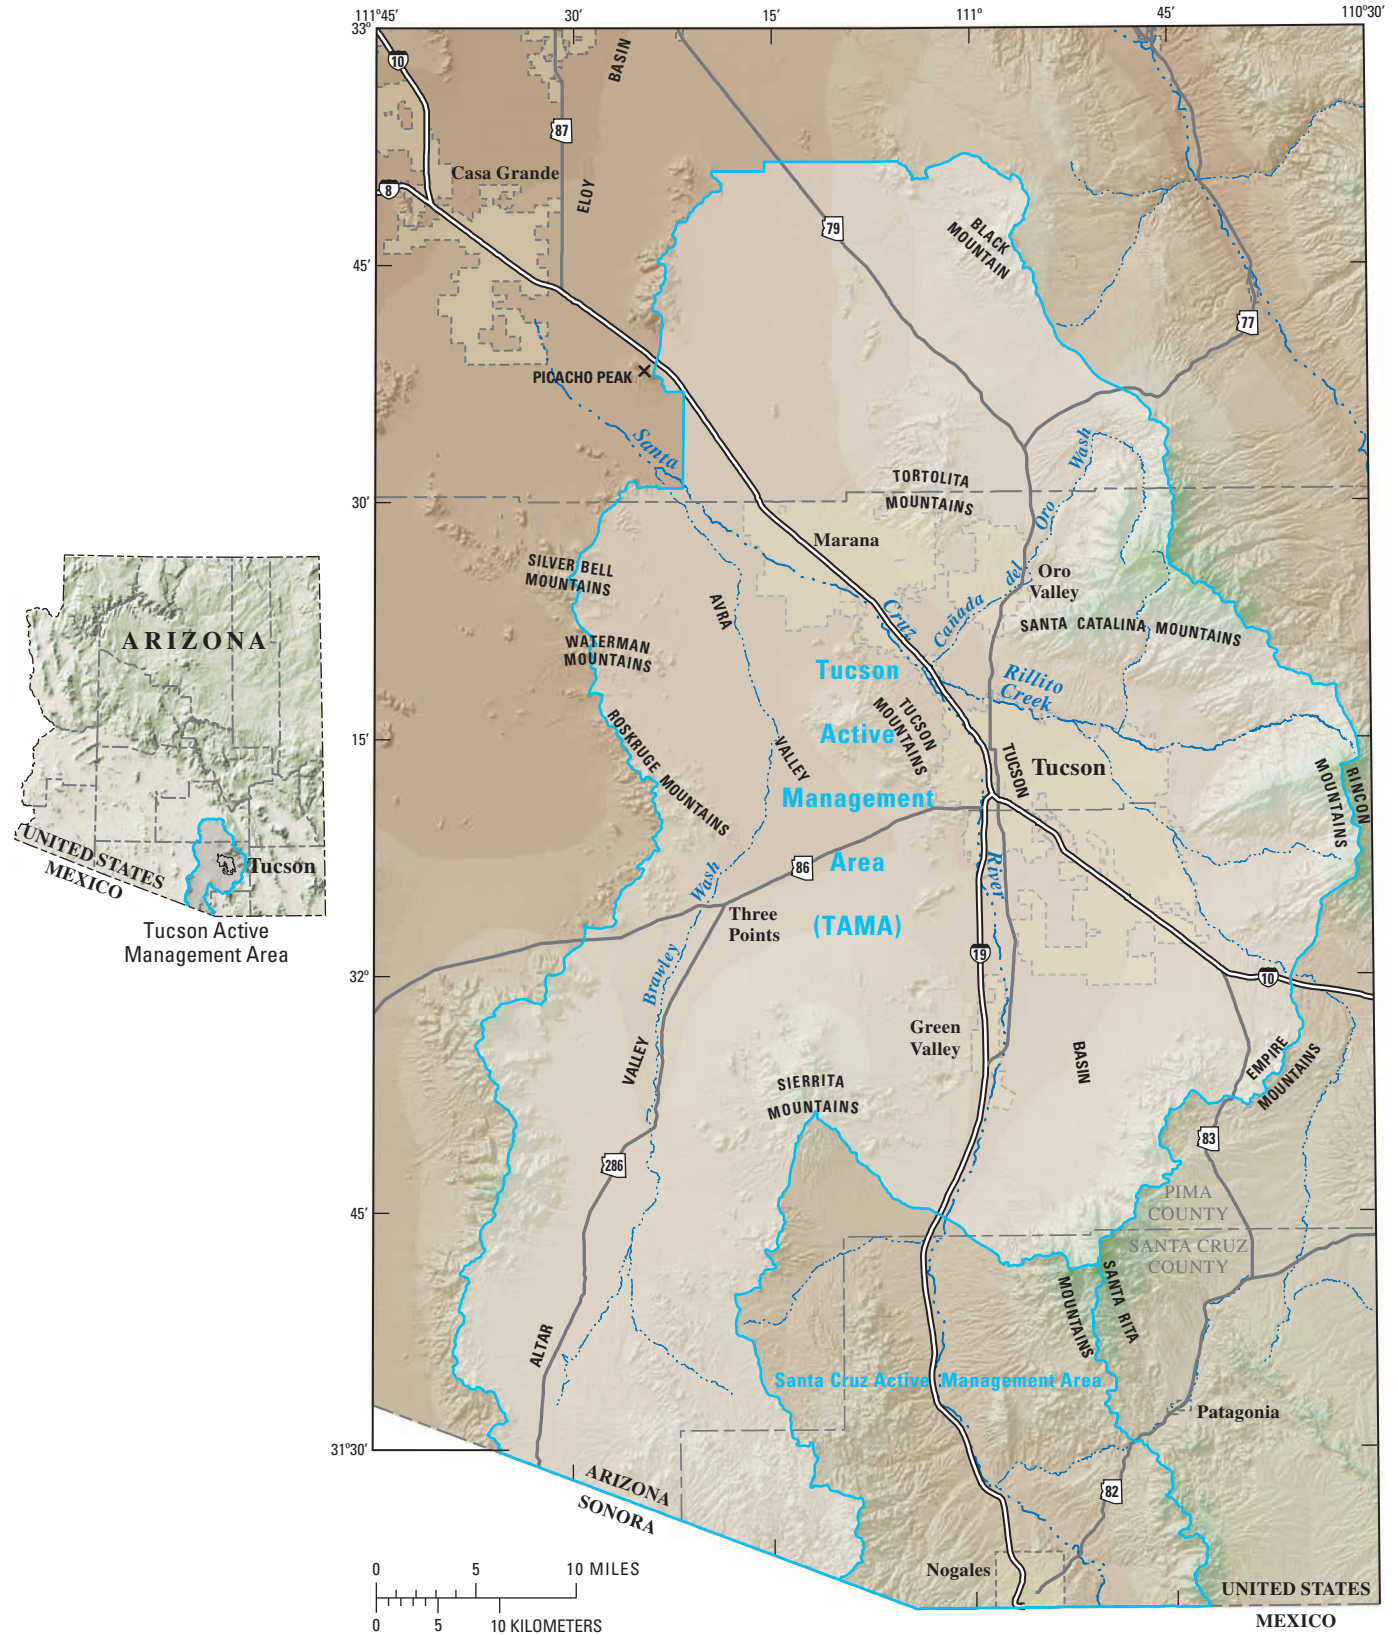 111°45′
30′
15′
111°
45′
110°30′
33°
10
BASIN
87
Casa Grande
8
ELOY
79
BLACK
MOUNTAIN
45′
77
PICACHO PEAK
Santa
Wash
TORTOLITA
MOUNTAINS
30′
Oro
Marana
SILVER BELL
MOUNTAINS
del
Oro
Valley
AVRA
Cruz
Cañada
SANTA CATALINA MOUNTAINS
WATERMAN
MOUNTAINS
Tucson
Active
Management
Area
(TAMA)
Rillito
Creek
TUCSON
MOUNTAINS
ROSKRUGE MOUNTAINS
15′
VALLEY
TUCSON
Tucson
RINCON
MOUNTAINS
86
River
Wash
Three
Points
Brawley
19
32°
10
Green
Valley
VALLEY
BASIN
EMPIRE
MOUNTAINS
SIERRITA
MOUNTAINS
83
286
PIMA
COUNTY
45′
SANTA CRUZ
COUNTY
SANTA RITA
MOUNTAINS
ALTAR
Santa Cruz Active Management Area
Patagonia
31°30′
ARIZONA
SONORA
82
Nogales
UNITED STATES
MEXICO
0 5 10 MILES
0 5 10 KILOMETERS
ARIZONA
UNITED STATES
MEXICO
Tucson
Tucson Active
Management Area